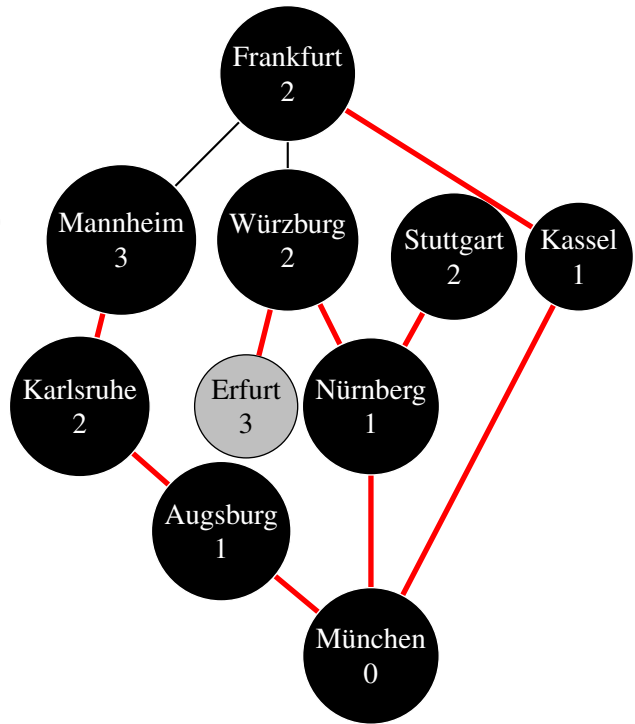 Frankfurt
2
Mannheim
3
Würzburg
2
Stuttgart
2
Kassel
1
Karlsruhe
2
Erfurt
3
Nürnberg
1
Augsburg
1
München
0